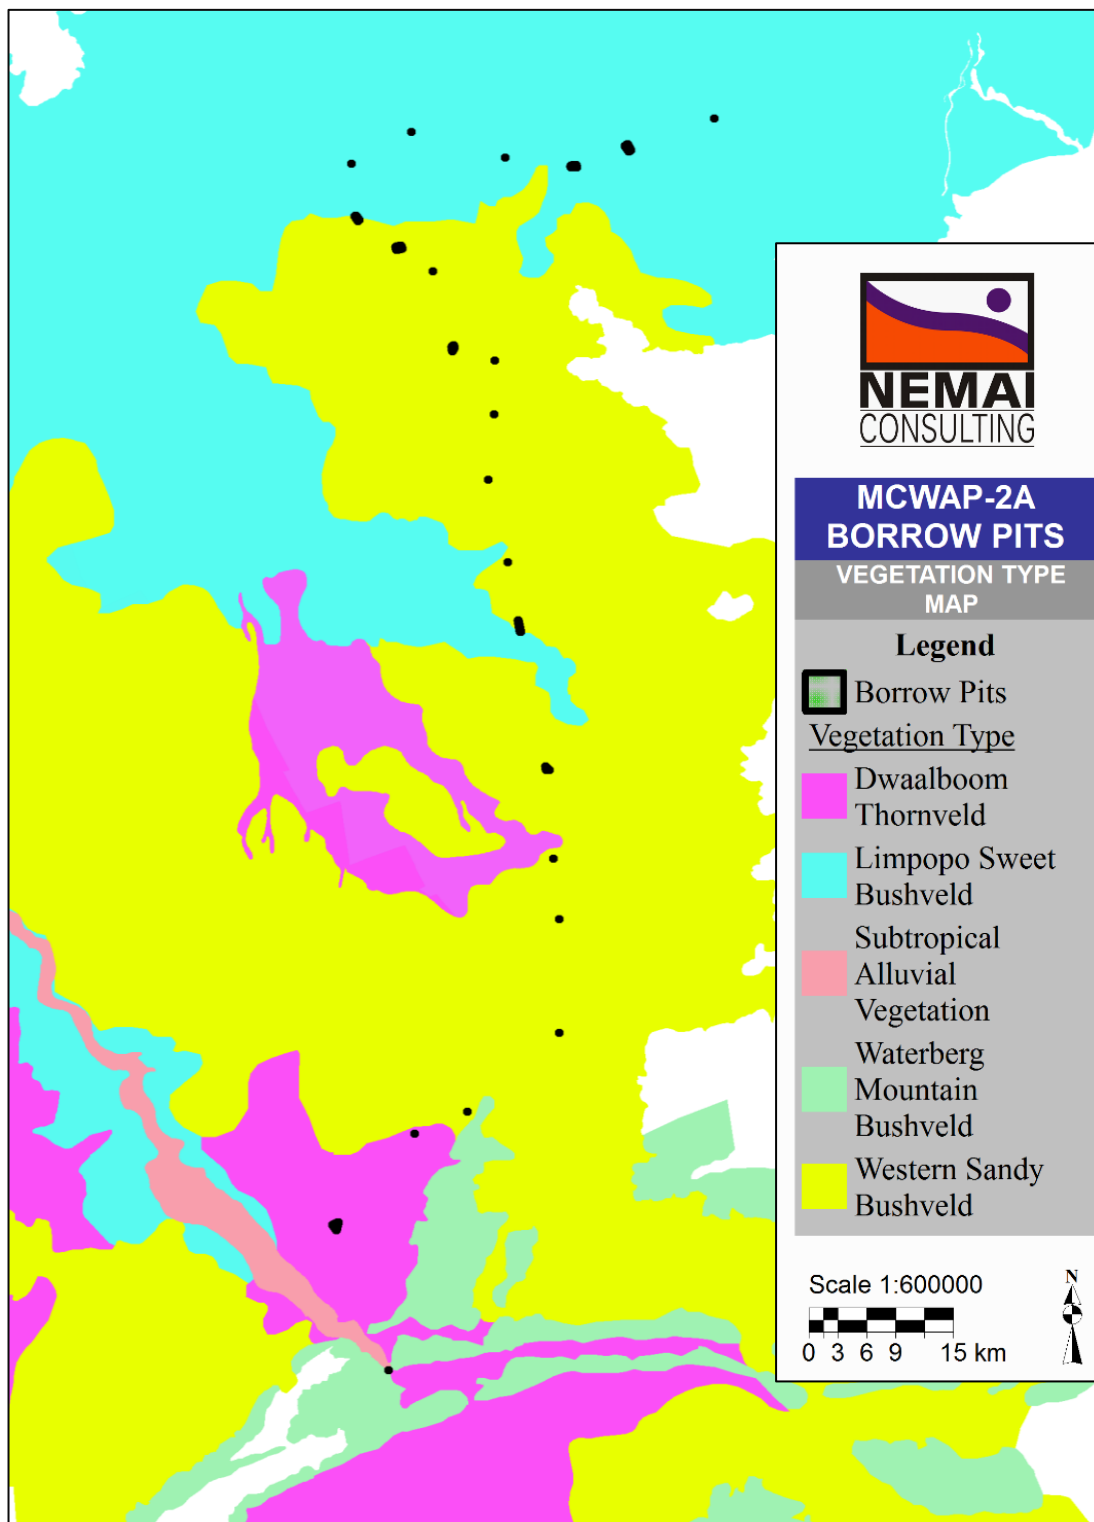 NEMAI
CONSULTING
MCWAP-2A
BORROW PITS
VEGETATION TYPE
MAP
Legend
Borrow Pits
Vegetation Type
Dwaalboom
Thornveld
Limpopo Sweet
Bushveld
Subtropical
Alluvial
Vegetation
Waterberg
Mountain
Bushveld
Western Sandy
Bushveld
Scale 1:600000
N
0 3 6 9 15 km